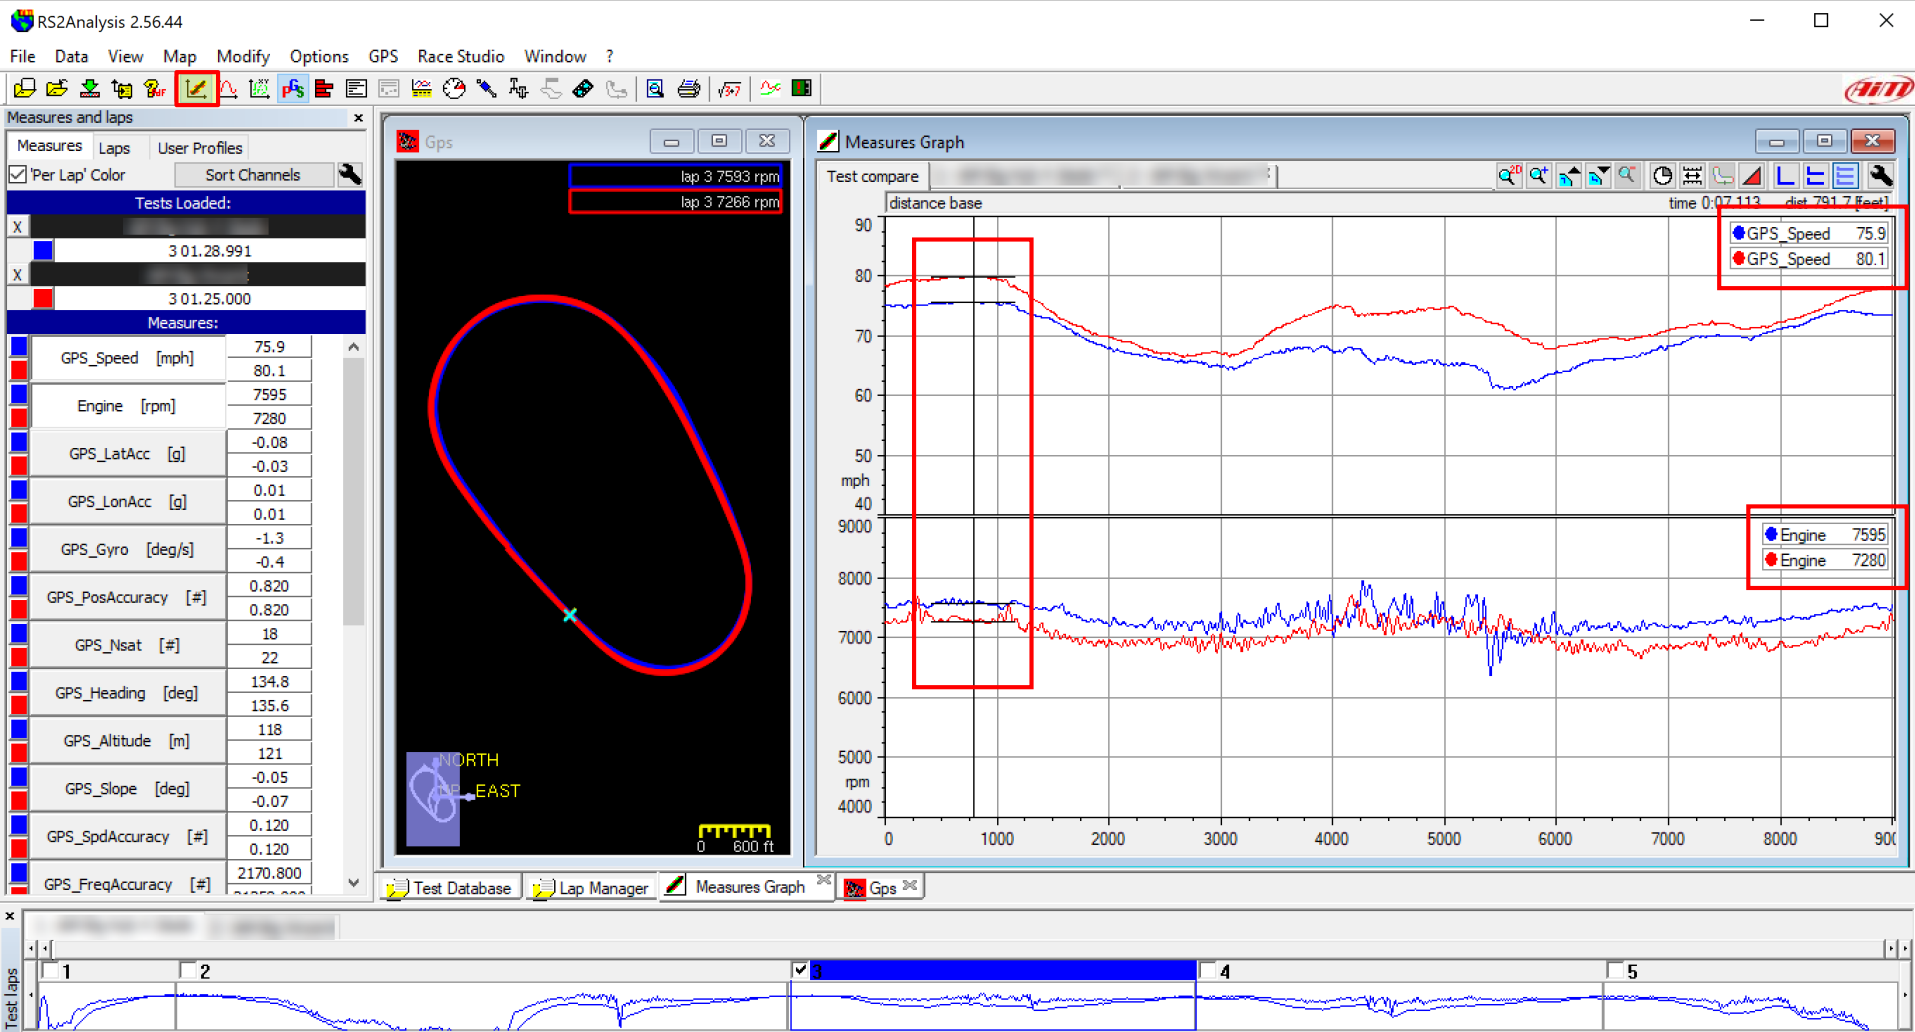 RS2Analysis 2.56.44
File Data View Map Modify Options GPS Race Studio Window ?
AiM
Measures and laps
Measures Laps User Profiles
'Per Lap' Color Sort Channels
Tests Loaded:
X
3 01.28.991
X
3 01.25.000
Measures:
GPS_Speed [mph] 75.9
80.1
Engine [rpm] 7595
7280
GPS_LatAcc [g] -0.08
-0.03
GPS_LonAcc [g] 0.01
0.01
GPS_Gyro [deg/s] -1.3
-0.4
GPS_PosAccuracy [#] 0.820
0.820
GPS_Nsat [#] 18
22
GPS_Heading [deg] 134.8
135.6
GPS_Altitude [m] 118
121
GPS_Slope [deg] -0.05
-0.07
GPS_SpdAccuracy [#] 0.120
0.120
GPS_FreqAccuracy [#] 2170.800
Gps
lap 3 7593 rpm
lap 3 7266 rpm
NORTH
EAST
0 600 ft
Measures Graph
Test compare
distance base time 0:07.113 dist 791.7 [feet]
GPS_Speed 75.9
GPS_Speed 80.1
90
80
70
60
50
mph
40
9000
Engine 7595
Engine 7280
8000
7000
6000
5000
rpm
4000
0 1000 2000 3000 4000 5000 6000 7000 8000 900
Test Database Lap Manager Measures Graph Gps
Test laps
1 2 3 4 5